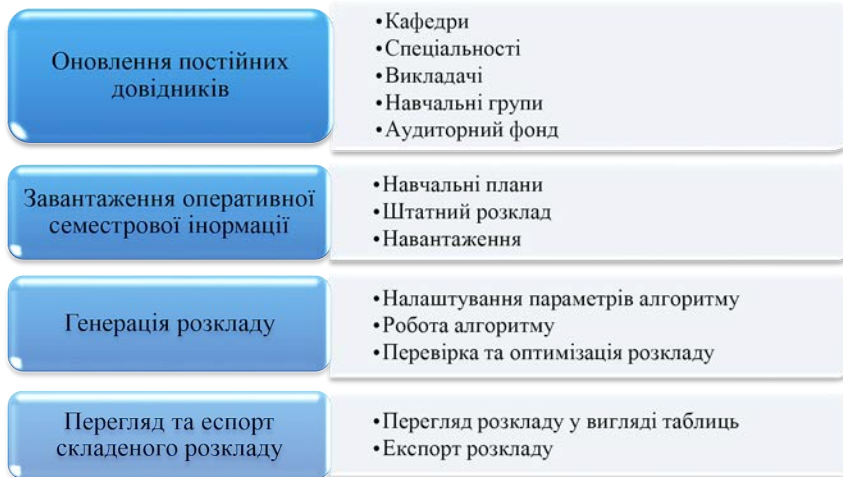 Оновлення постійних
довідників
•Кафедри
•Спеціальності
•Викладачі
•Навчальні групи
•Аудиторний фонд
Завантаження оперативної
семестрової інормації
•Навчальні плани
•Штатний розклад
•Навантаження
Генерація розкладу
•Налаштування параметрів алгоритму
•Робота алгоритму
•Перевірка та оптимізація розкладу
Перегляд та еспорт
складеного розкладу
•Перегляд розкладу у вигляді таблиць
•Експорт розкладу